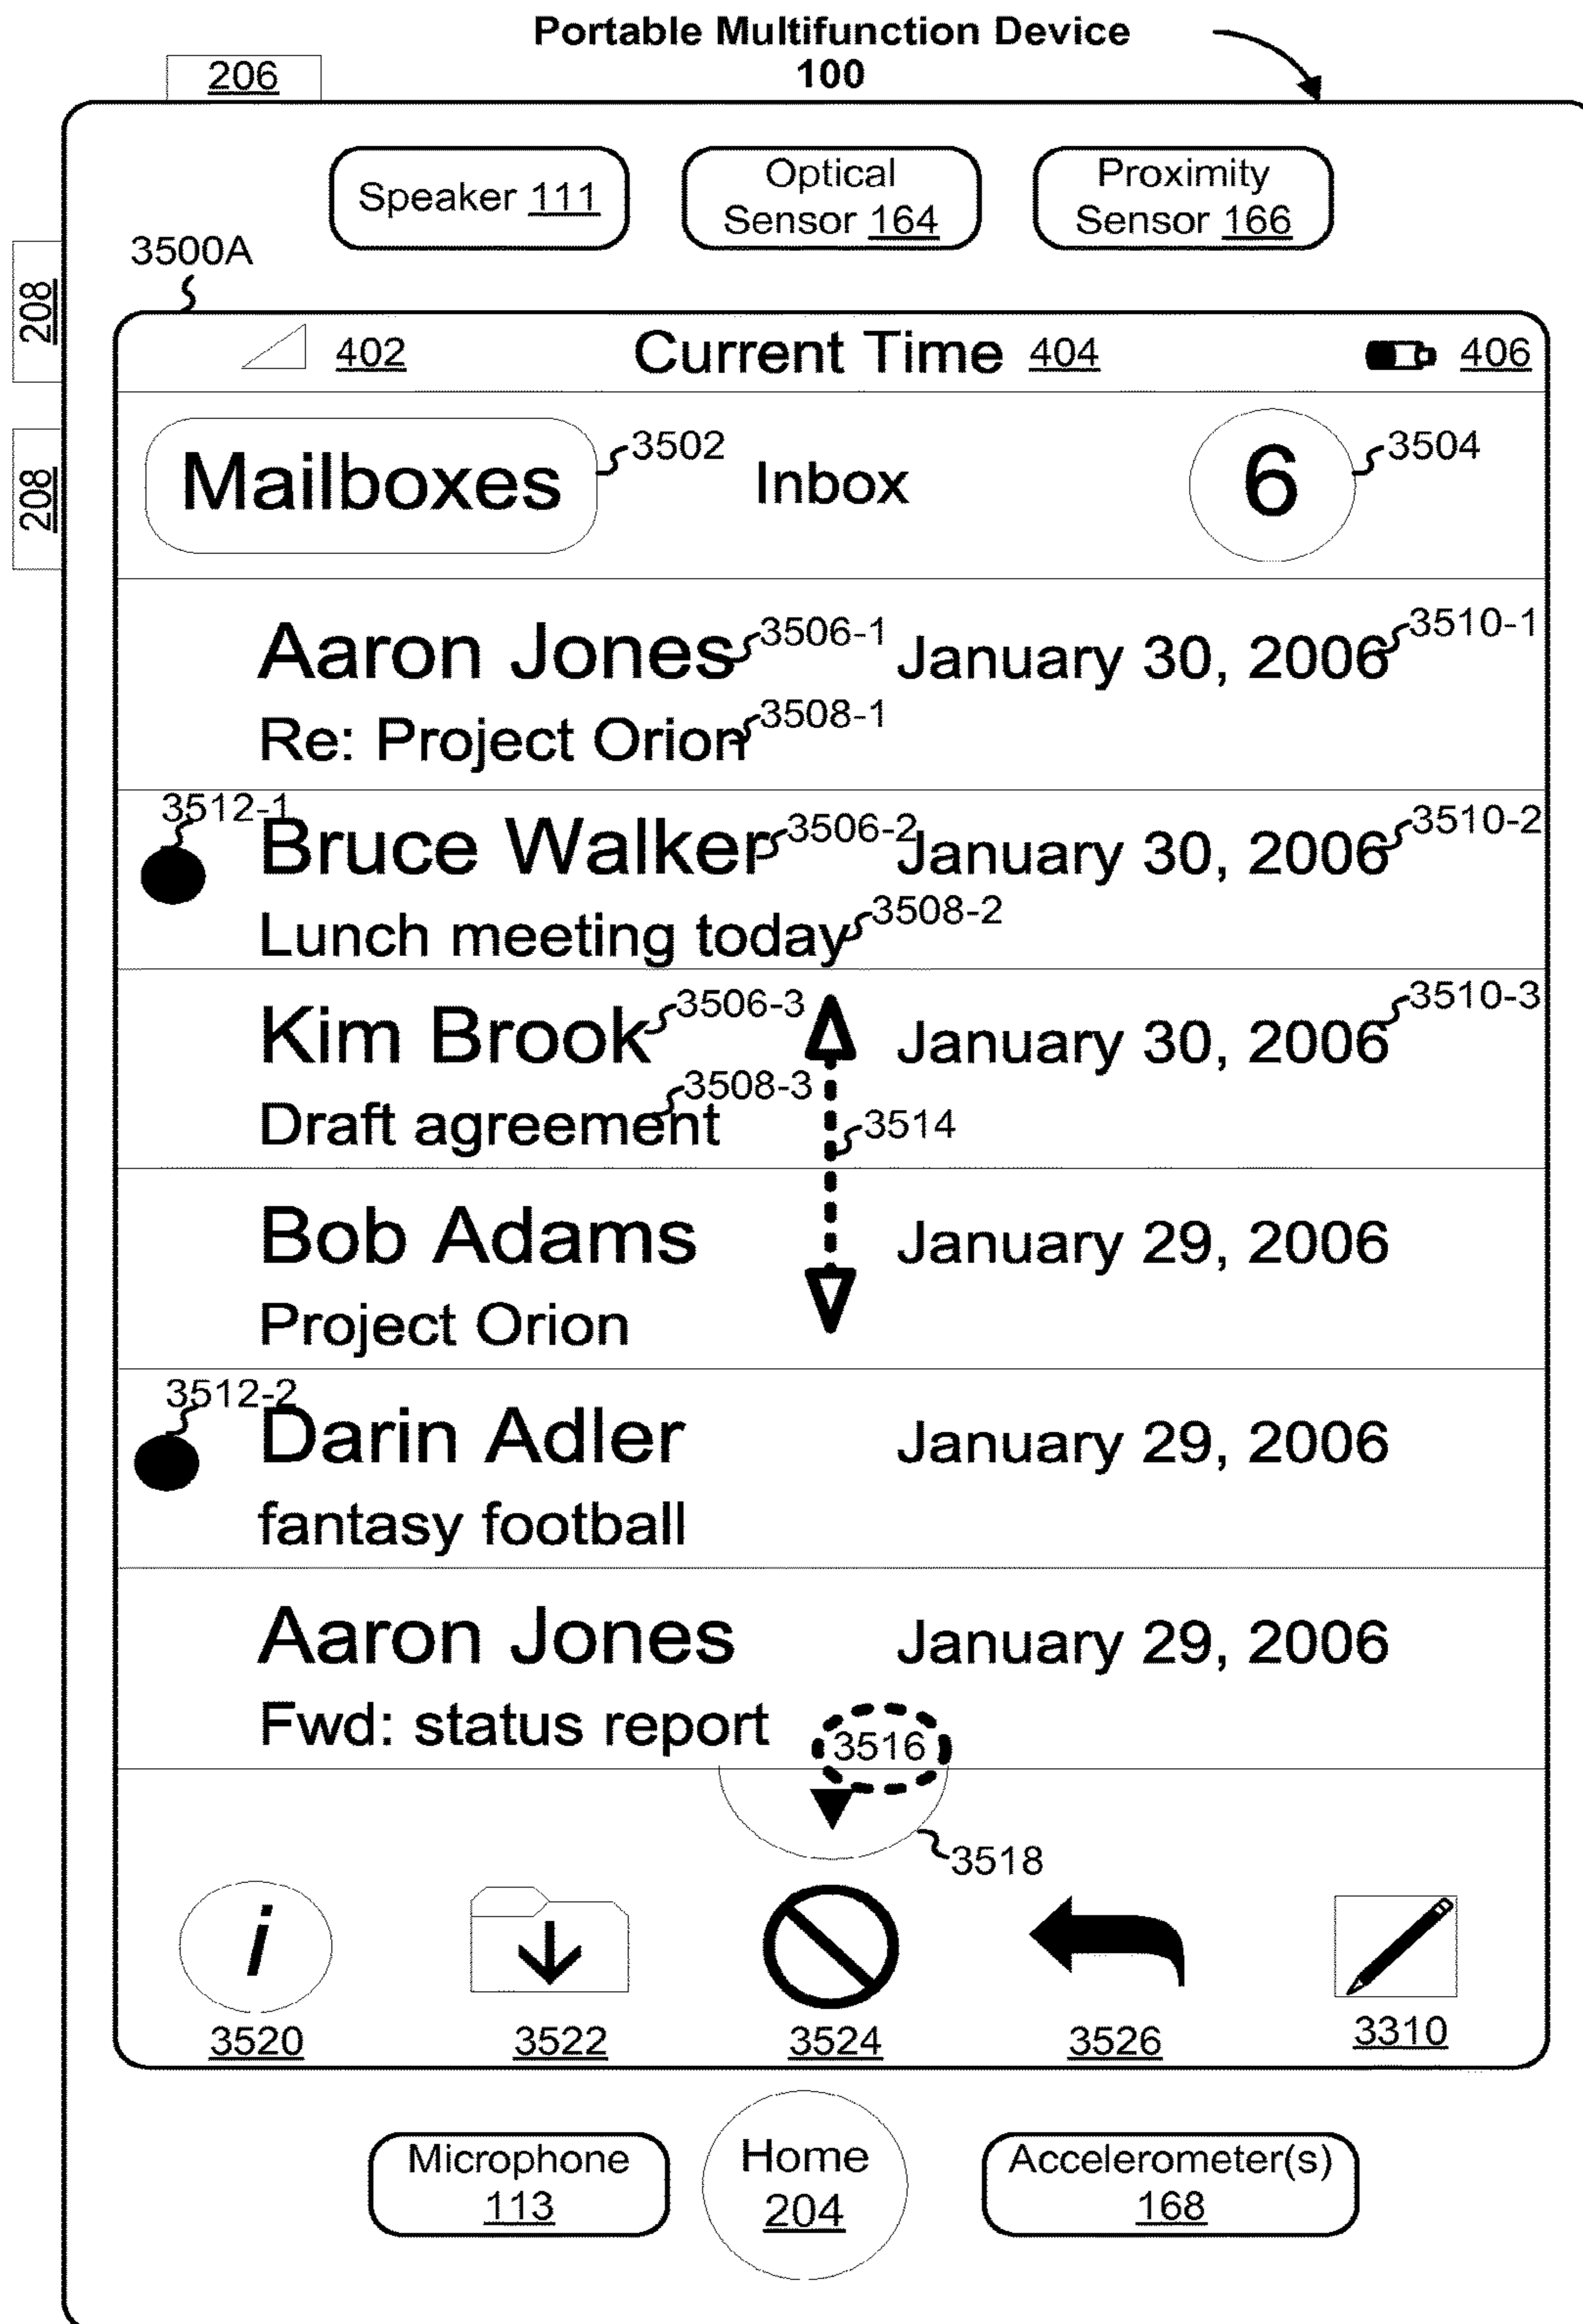 Portable Multifunction Device
100
206
Speaker 111
Optical
Sensor 164
Proximity
Sensor 166
3500A
208
208
402
Current Time 404
406
Mailboxes
3502
Inbox
6
3504
Aaron Jones
3506-1
January 30, 2006
3510-1
Re: Project Orion
3508-1
3512-1
Bruce Walker
3506-2
January 30, 2006
3510-2
Lunch meeting today
3508-2
Kim Brook
3506-3
January 30, 2006
3510-3
Draft agreement
3508-3
3514
Bob Adams
January 29, 2006
Project Orion
3512-2
Darin Adler
January 29, 2006
fantasy football
Aaron Jones
January 29, 2006
Fwd: status report
3516
3518
i
3520
3522
3524
3526
3310
Microphone
113
Home
204
Accelerometer(s)
168